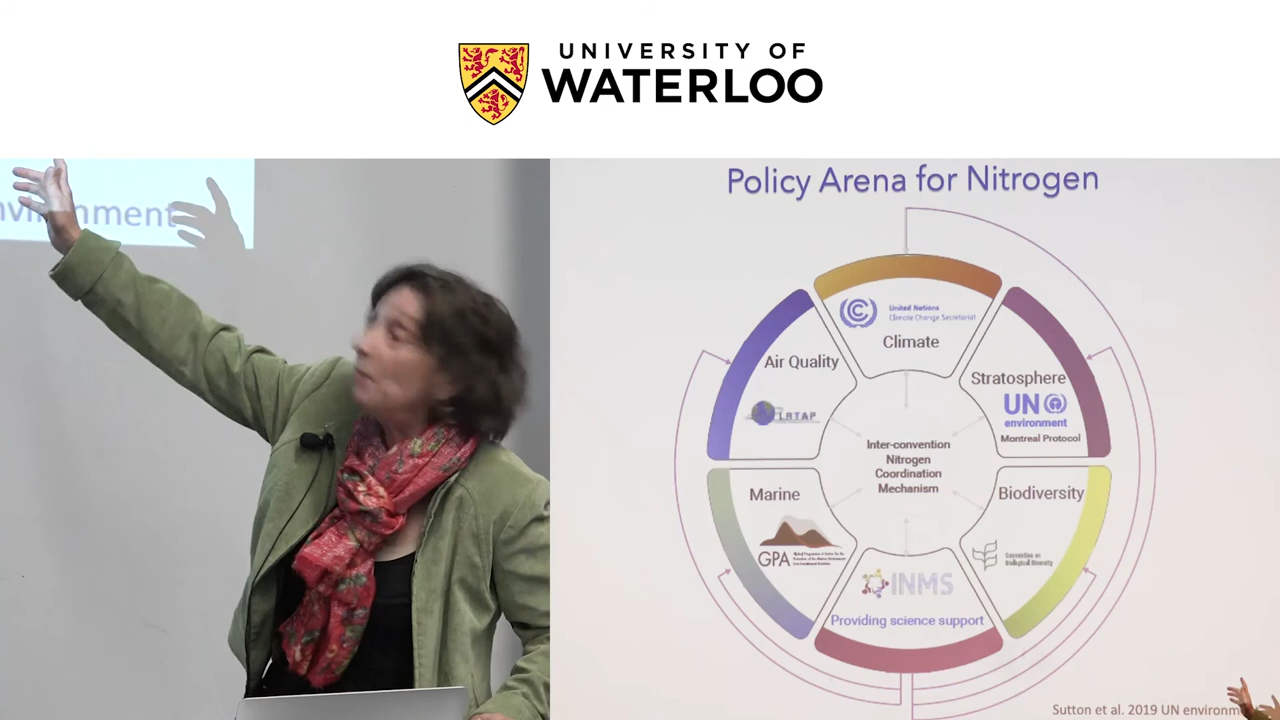 UNIVERSITY OF
WATERLOO
nvironment
Policy Arena for Nitrogen
United Nations
Climate Change Secretariat
Climate
Air Quality
LRTAP
Stratosphere
UN
environment
Montreal Protocol
Inter-convention
Nitrogen
Coordination
Mechanism
Marine
GPA
Biodiversity
Convention on
Biological Diversity
INMS
Providing science support
Sutton et al. 2019 UN environm